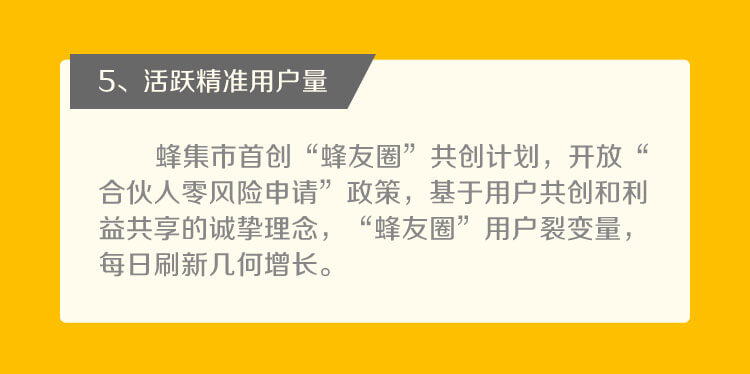 5、活跃精准用户量
蜂集市首创“蜂友圈”共创计划，开放“
合伙人零风险申请”政策，基于用户共创和利
益共享的诚挚理念，“蜂友圈”用户裂变量，
每日刷新几何增长。